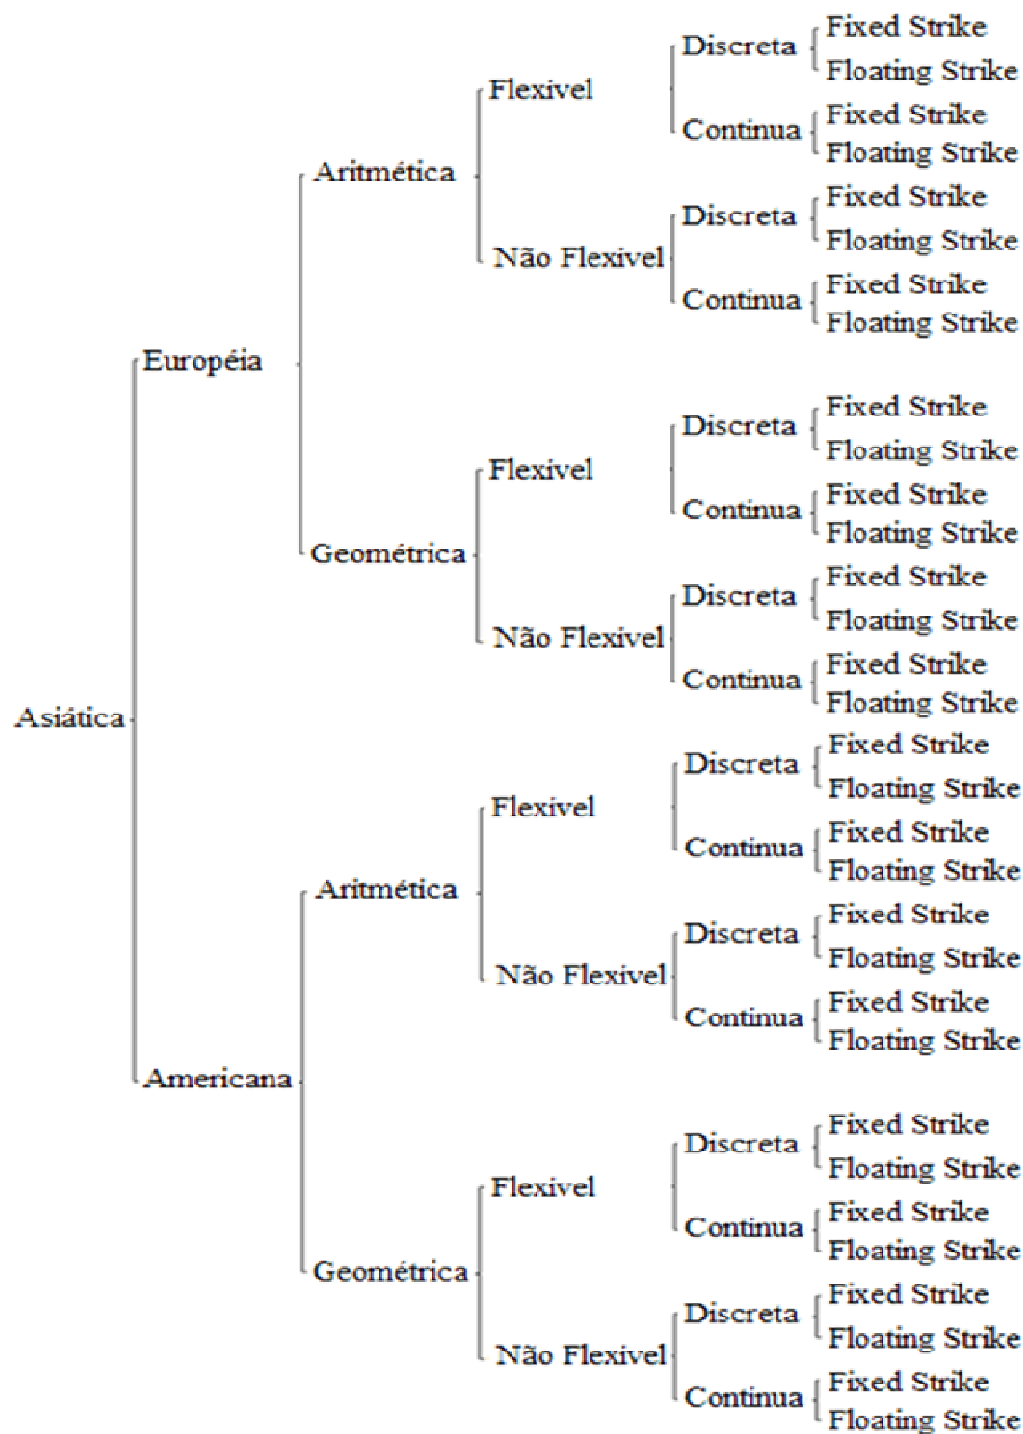 Fixed Strike
Discreta
Floating Strike
Flexivel
Fixed Strike
Continua
Floating Strike
Aritmética
Fixed Strike
Discreta
Floating Strike
Não Flexivel
Fixed Strike
Continua
Floating Strike
Européia
Fixed Strike
Discreta
Floating Strike
Flexivel
Fixed Strike
Continua
Floating Strike
Geométrica
Fixed Strike
Discreta
Floating Strike
Não Flexivel
Fixed Strike
Continua
Floating Strike
Asiática
Fixed Strike
Discreta
Floating Strike
Flexivel
Fixed Strike
Continua
Floating Strike
Aritmética
Fixed Strike
Discreta
Floating Strike
Não Flexivel
Fixed Strike
Continua
Floating Strike
Americana
Fixed Strike
Discreta
Floating Strike
Flexivel
Fixed Strike
Continua
Floating Strike
Geométrica
Fixed Strike
Discreta
Floating Strike
Não Flexivel
Fixed Strike
Continua
Floating Strike